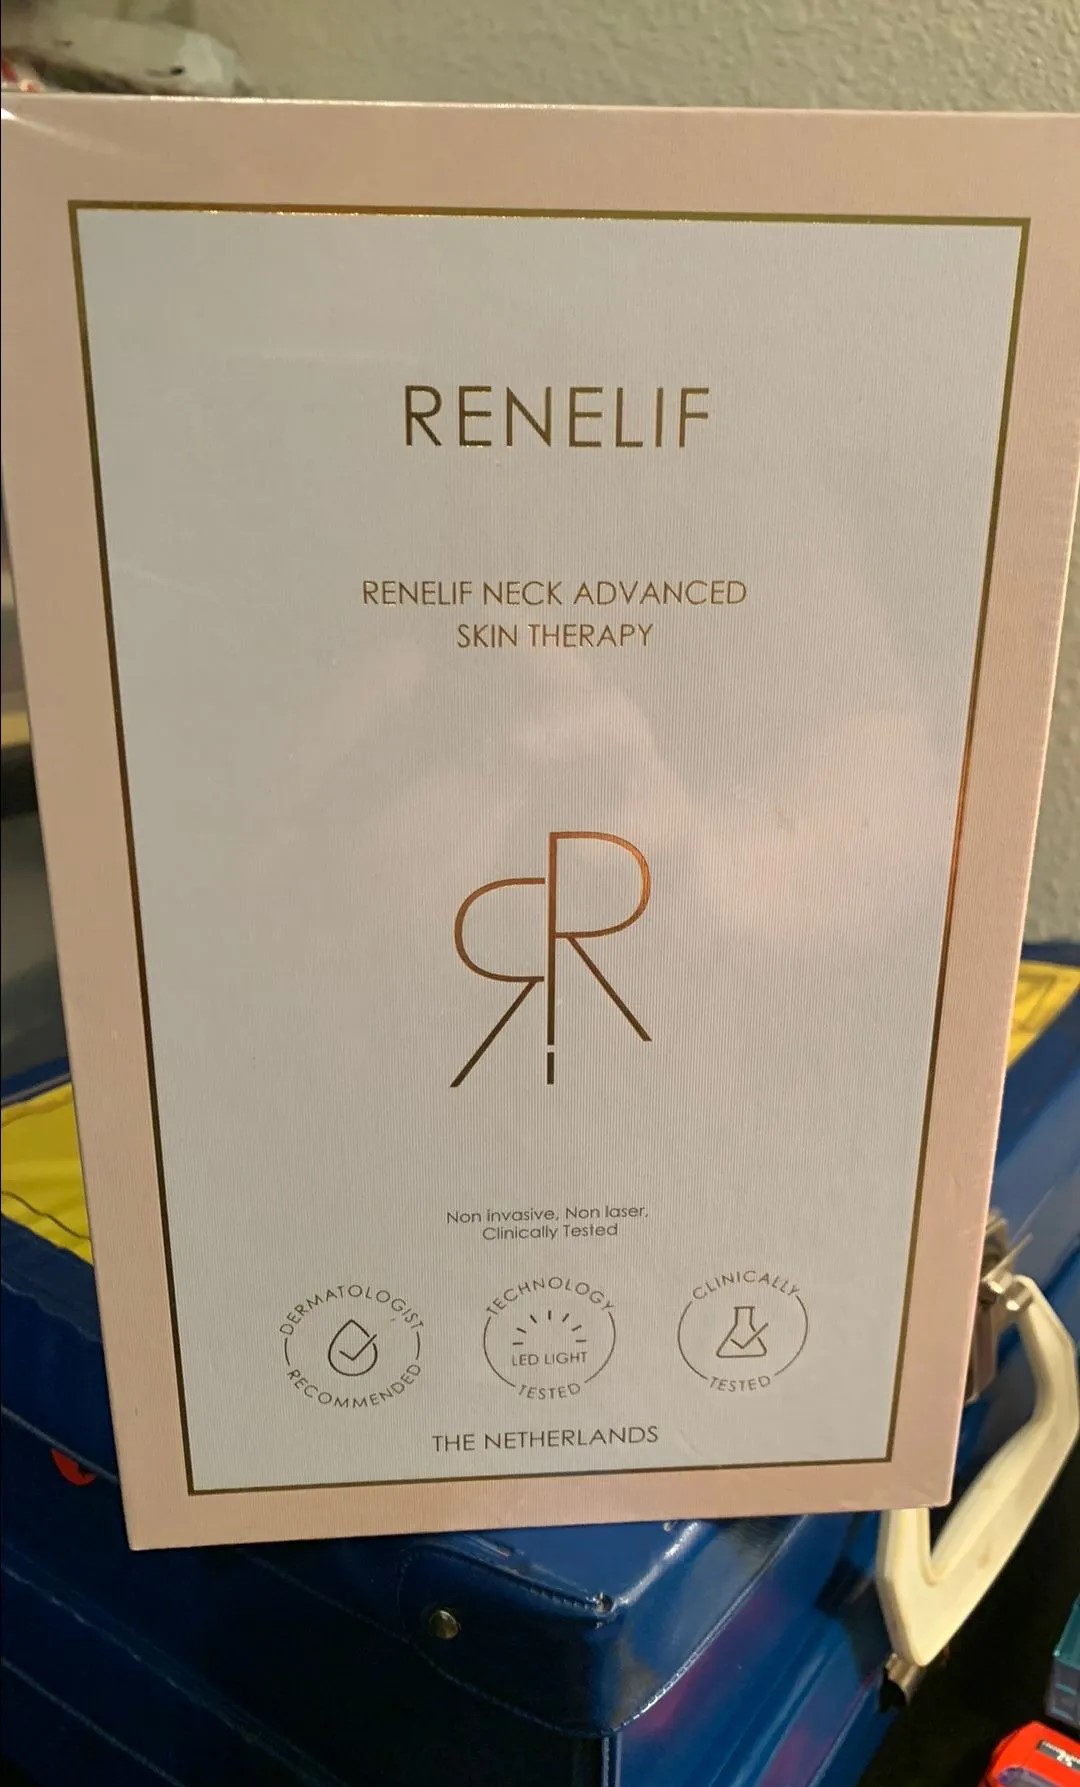 RENELIF
RENELIF NECK ADVANCED
SKIN THERAPY
Non invasive, Non laser,
Clinically Tested
DERMATOLOGIST
RECOMMENDED
TECHNOLOGY
LED LIGHT
TESTED
CLINICALLY
TESTED
THE NETHERLANDS